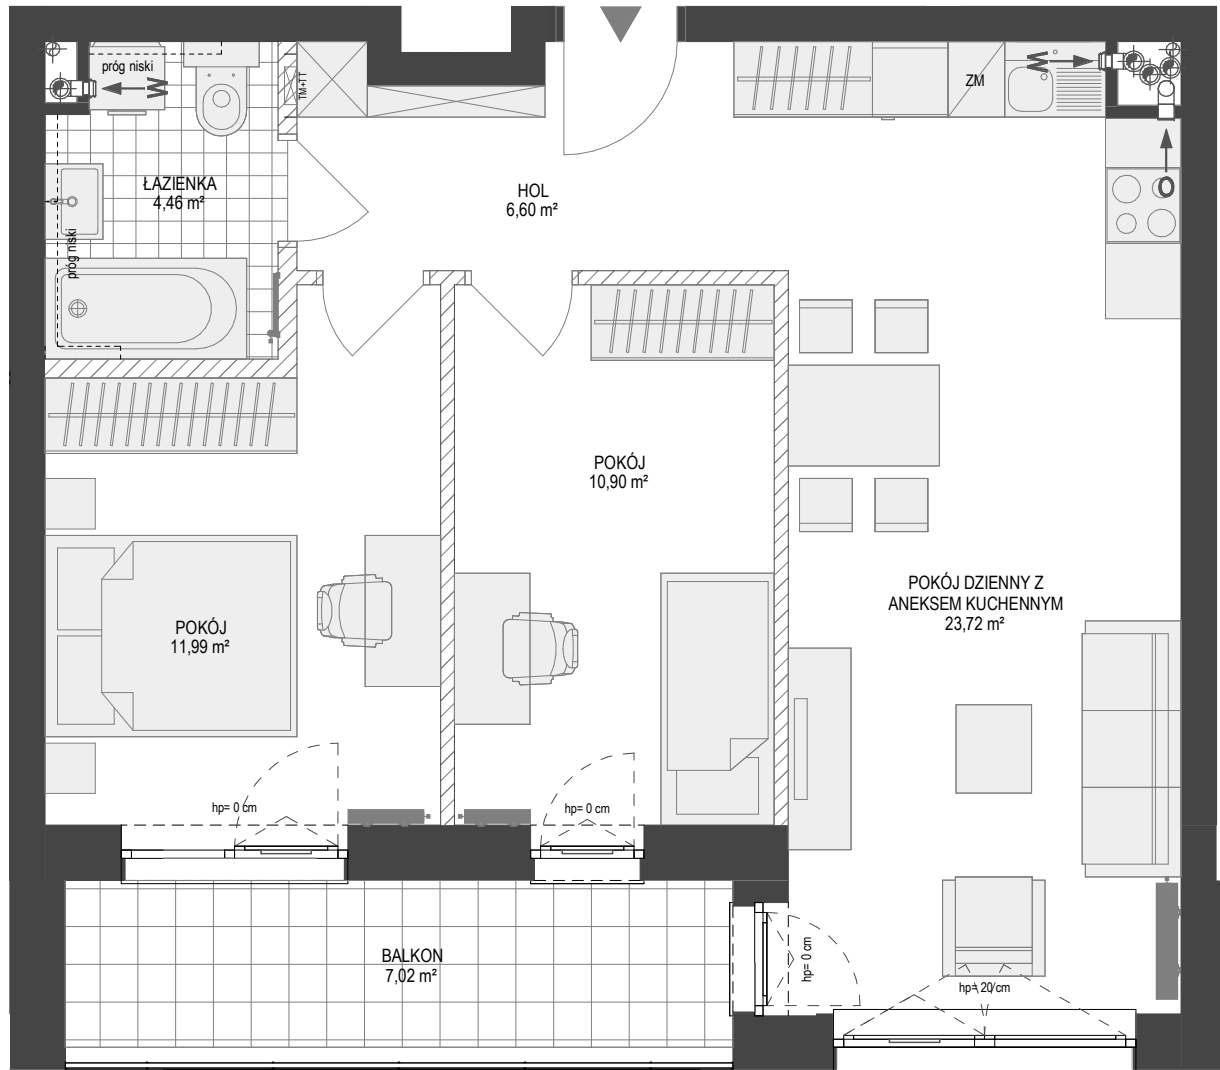 próg niski
TM+TT
ZM
W
W
ŁAZIENKA
4,46 m²
HOL
6,60 m²
próg niski
POKÓJ
10,90 m²
POKÓJ DZIENNY Z
ANEKSEM KUCHENNYM
23,72 m²
POKÓJ
11,99 m²
hp= 0 cm
hp= 0 cm
BALKON
7,02 m²
hp= 0 cm
hp= 20 cm